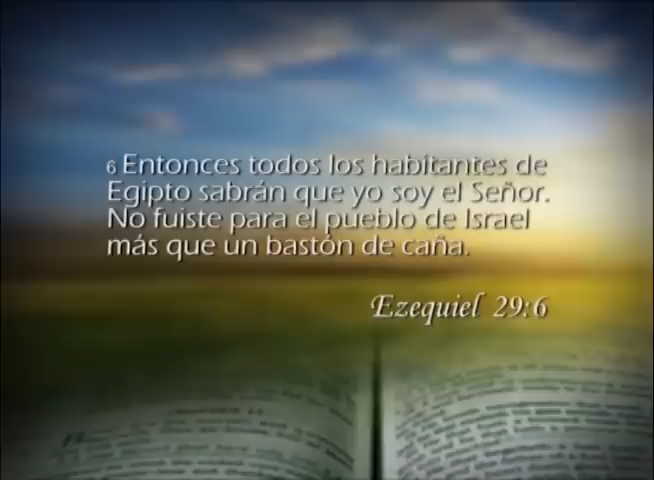 6 Entonces todos los habitantes de
Egipto sabrán que yo soy el Señor.
No fuiste para el pueblo de Israel
más que un bastón de caña.
Ezequiel 29:6